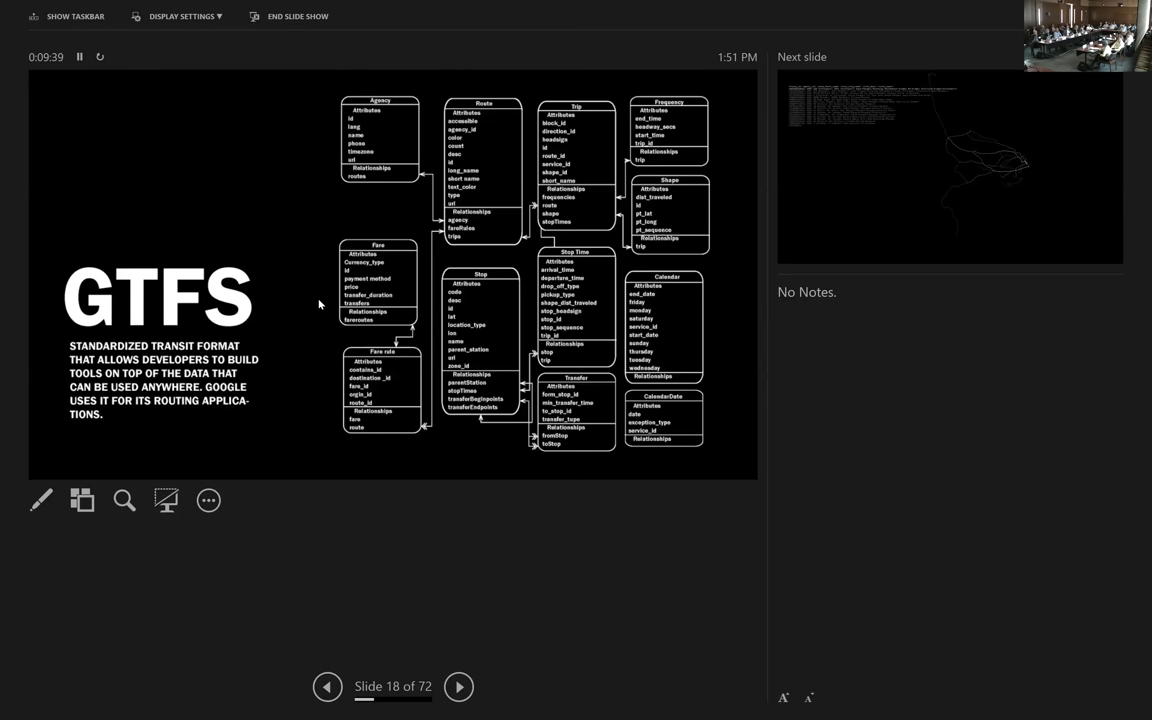 SHOW TASKBAR
DISPLAY SETTINGS ▼
END SLIDE SHOW
0:09:39
1:51 PM
Next slide
GTFS
STANDARDIZED TRANSIT FORMAT
THAT ALLOWS DEVELOPERS TO BUILD
TOOLS ON TOP OF THE DATA THAT
CAN BE USED ANYWHERE. GOOGLE
USES IT FOR ITS ROUTING APPLICA-
TIONS.
Agency
Attributes
id
lang
name
phone
timezone
url
Relationships
routes
Fare
Attributes
Currency_type
id
payment method
price
transfer_duration
transfers
Relationships
fareroutes
Fare rule
Attributes
contains_id
destination _id
fare_id
orgin_id
route_id
Relationships
fare
route
Route
Attributes
accessible
agency_id
color
count
desc
id
long_name
short name
text_color
type
url
Relationships
agency
fareRules
trips
Stop
Attributes
code
desc
id
lat
location_type
lon
name
parent_station
url
zone_id
Relationships
parentStation
stopTimes
transferBeginpoints
transferEndpoints
Trip
Attributes
block_id
direction_id
headsign
id
route_id
service_id
shape_id
short_name
Relationships
frequencies
route
shape
stopTimes
Stop Time
Attributes
arrival_time
departure_time
drop_off_type
pickup_type
shape_dist_traveled
stop_headsign
stop_id
stop_sequence
trip_id
Relationships
stop
trip
Transfer
Attributes
form_stop_id
min_transfer_time
to_stop_id
transfer_tupe
Relationships
fromStop
toStop
Frequency
Attributes
end_time
headway_secs
start_time
trip_id
Relationships
trip
Shape
Attributes
dist_traveled
id
pt_lat
pt_long
pt_sequence
Relationships
trip
Calendar
Attributes
end_date
friday
monday
saturday
service_id
start_date
sunday
thursday
tuesday
wednesday
Relationships
CalendarDate
Attributes
date
exception_type
service_id
Relationships
No Notes.
Slide 18 of 72
A
A